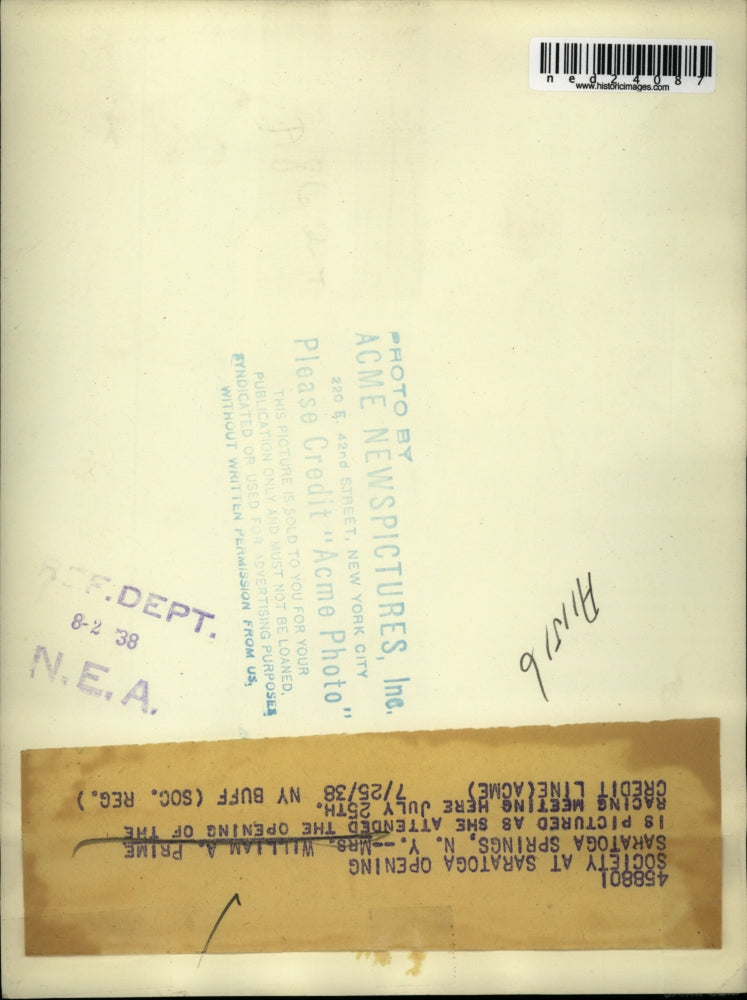 ned24087
www.historicimages.com
PHOTO BY
ACME NEWSPICTURES, Inc.
220 E. 42nd STREET, NEW YORK CITY
Please Credit "Acme Photo"
THIS PICTURE IS SOLD TO YOU FOR YOUR
PUBLICATION ONLY AND MUST NOT BE LOANED,
SYNDICATED OR USED FOR ADVERTISING PURPOSES
WITHOUT WRITTEN PERMISSION FROM US.
REF. DEPT.
8-2 '38
N.E.A.
458801
SOCIETY AT SARATOGA OPENING
SARATOGA SPRINGS, N. Y.--MRS. WILLIAM A. PRIME
IS PICTURED AS SHE ATTENDED THE OPENING OF THE
RACING MEETING HERE JULY 25TH.
CREDIT LINE(ACME) 7/25/38 NY BUFF (SOC. REG.)